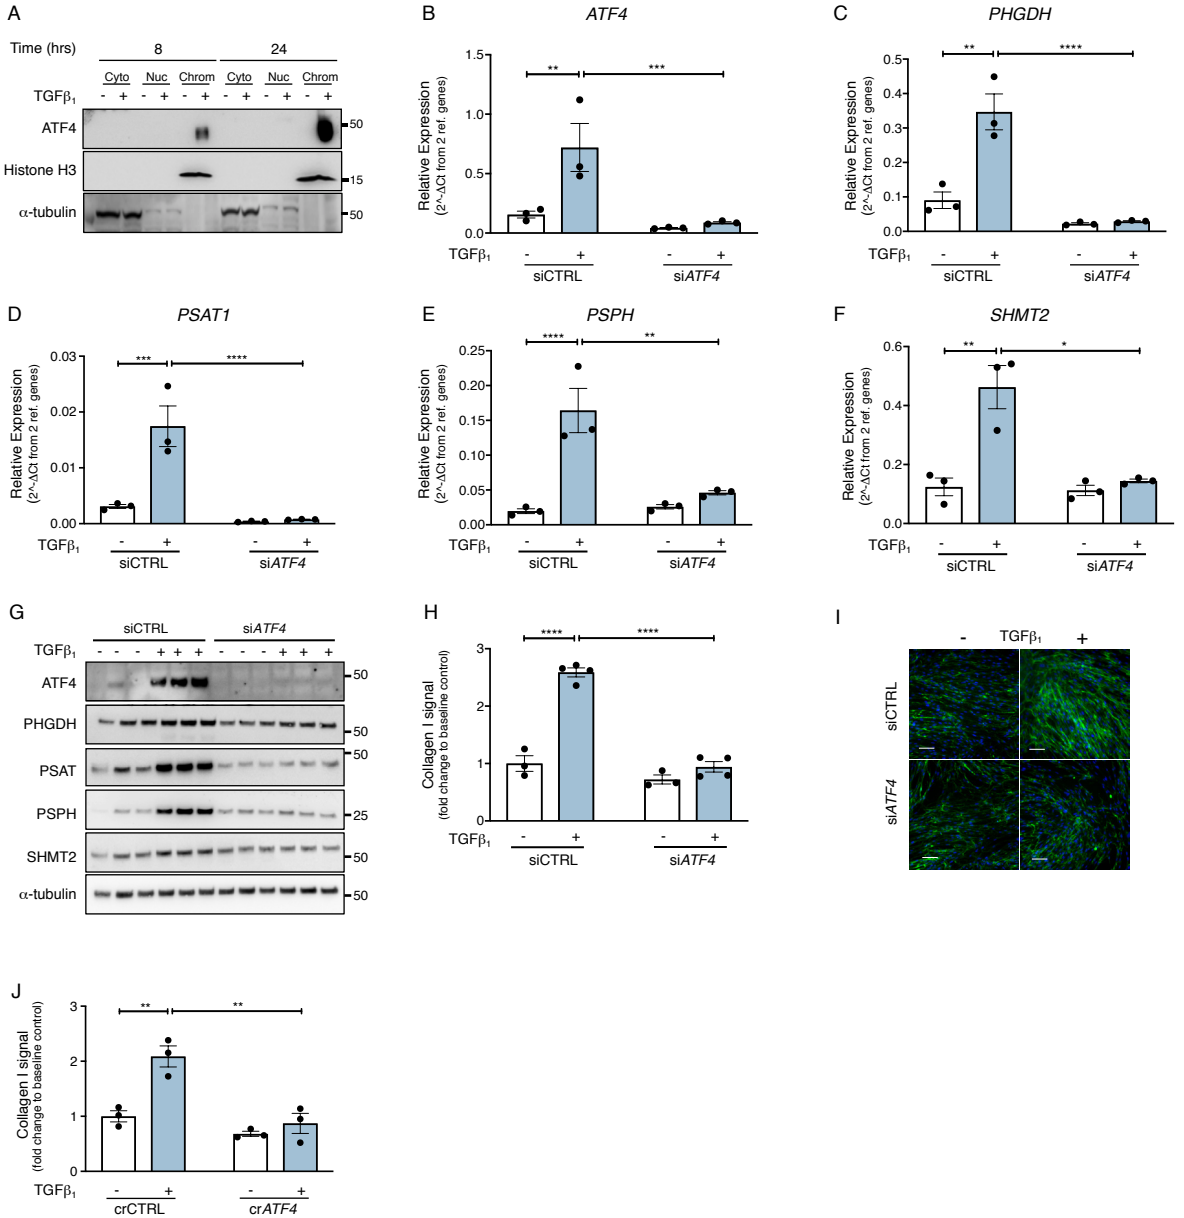 A
Time (hrs) 8 24
Cyto Nuc Chrom Cyto Nuc Chrom
TGFβ1 - + - + - + - + - + - +
ATF4 50
Histone H3 15
α-tubulin 50
B
ATF4
Relative Expression
(2^-ΔCt from 2 ref. genes)
1.5
1.0
0.5
0.0
** ***
TGFβ1 - + - +
siCTRL siATF4
C
PHGDH
Relative Expression
(2^-ΔCt from 2 ref. genes)
0.5
0.4
0.3
0.2
0.1
0.0
** ****
TGFβ1 - + - +
siCTRL siATF4
D
PSAT1
Relative Expression
(2^-ΔCt from 2 ref. genes)
0.03
0.02
0.01
0.00
*** ****
TGFβ1 - + - +
siCTRL siATF4
E
PSPH
Relative Expression
(2^-ΔCt from 2 ref. genes)
0.25
0.20
0.15
0.10
0.05
0.00
**** **
TGFβ1 - + - +
siCTRL siATF4
F
SHMT2
Relative Expression
(2^-ΔCt from 2 ref. genes)
0.6
0.4
0.2
0.0
** *
TGFβ1 - + - +
siCTRL siATF4
G
siCTRL siATF4
TGFβ1 - - - + + + - - - + + +
ATF4 50
PHGDH 50
PSAT 50
PSPH 25
SHMT2 50
α-tubulin 50
H
Collagen I signal
(fold change to baseline control)
3
2
1
0
**** ****
TGFβ1 - + - +
siCTRL siATF4
I
- TGFβ1 +
siCTRL
siATF4
J
Collagen I signal
(fold change to baseline control)
3
2
1
0
** **
TGFβ1 - + - +
crCTRL crATF4